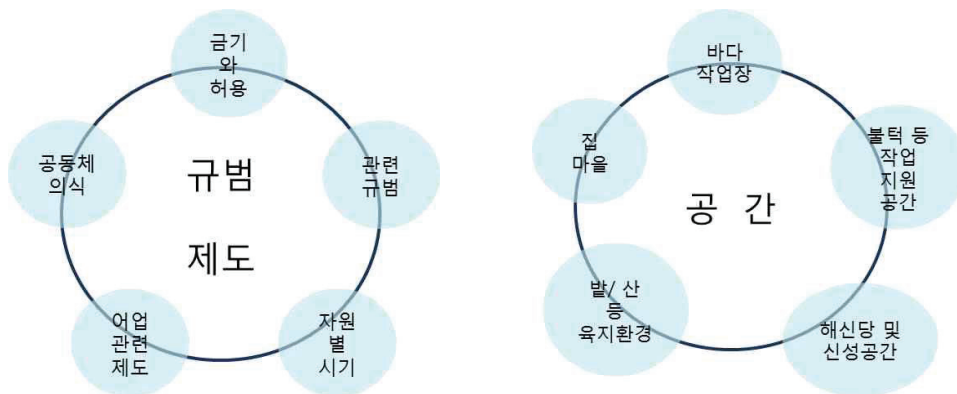 금기
와
허용
공동체
의식
관련
규범
규범
제도
어업
관련
제도
자원
별
시기
바다
작업장
집
마을
불턱 등
작업
지원
공간
공 간
밭/ 산
등
육지환경
해신당 및
신성공간